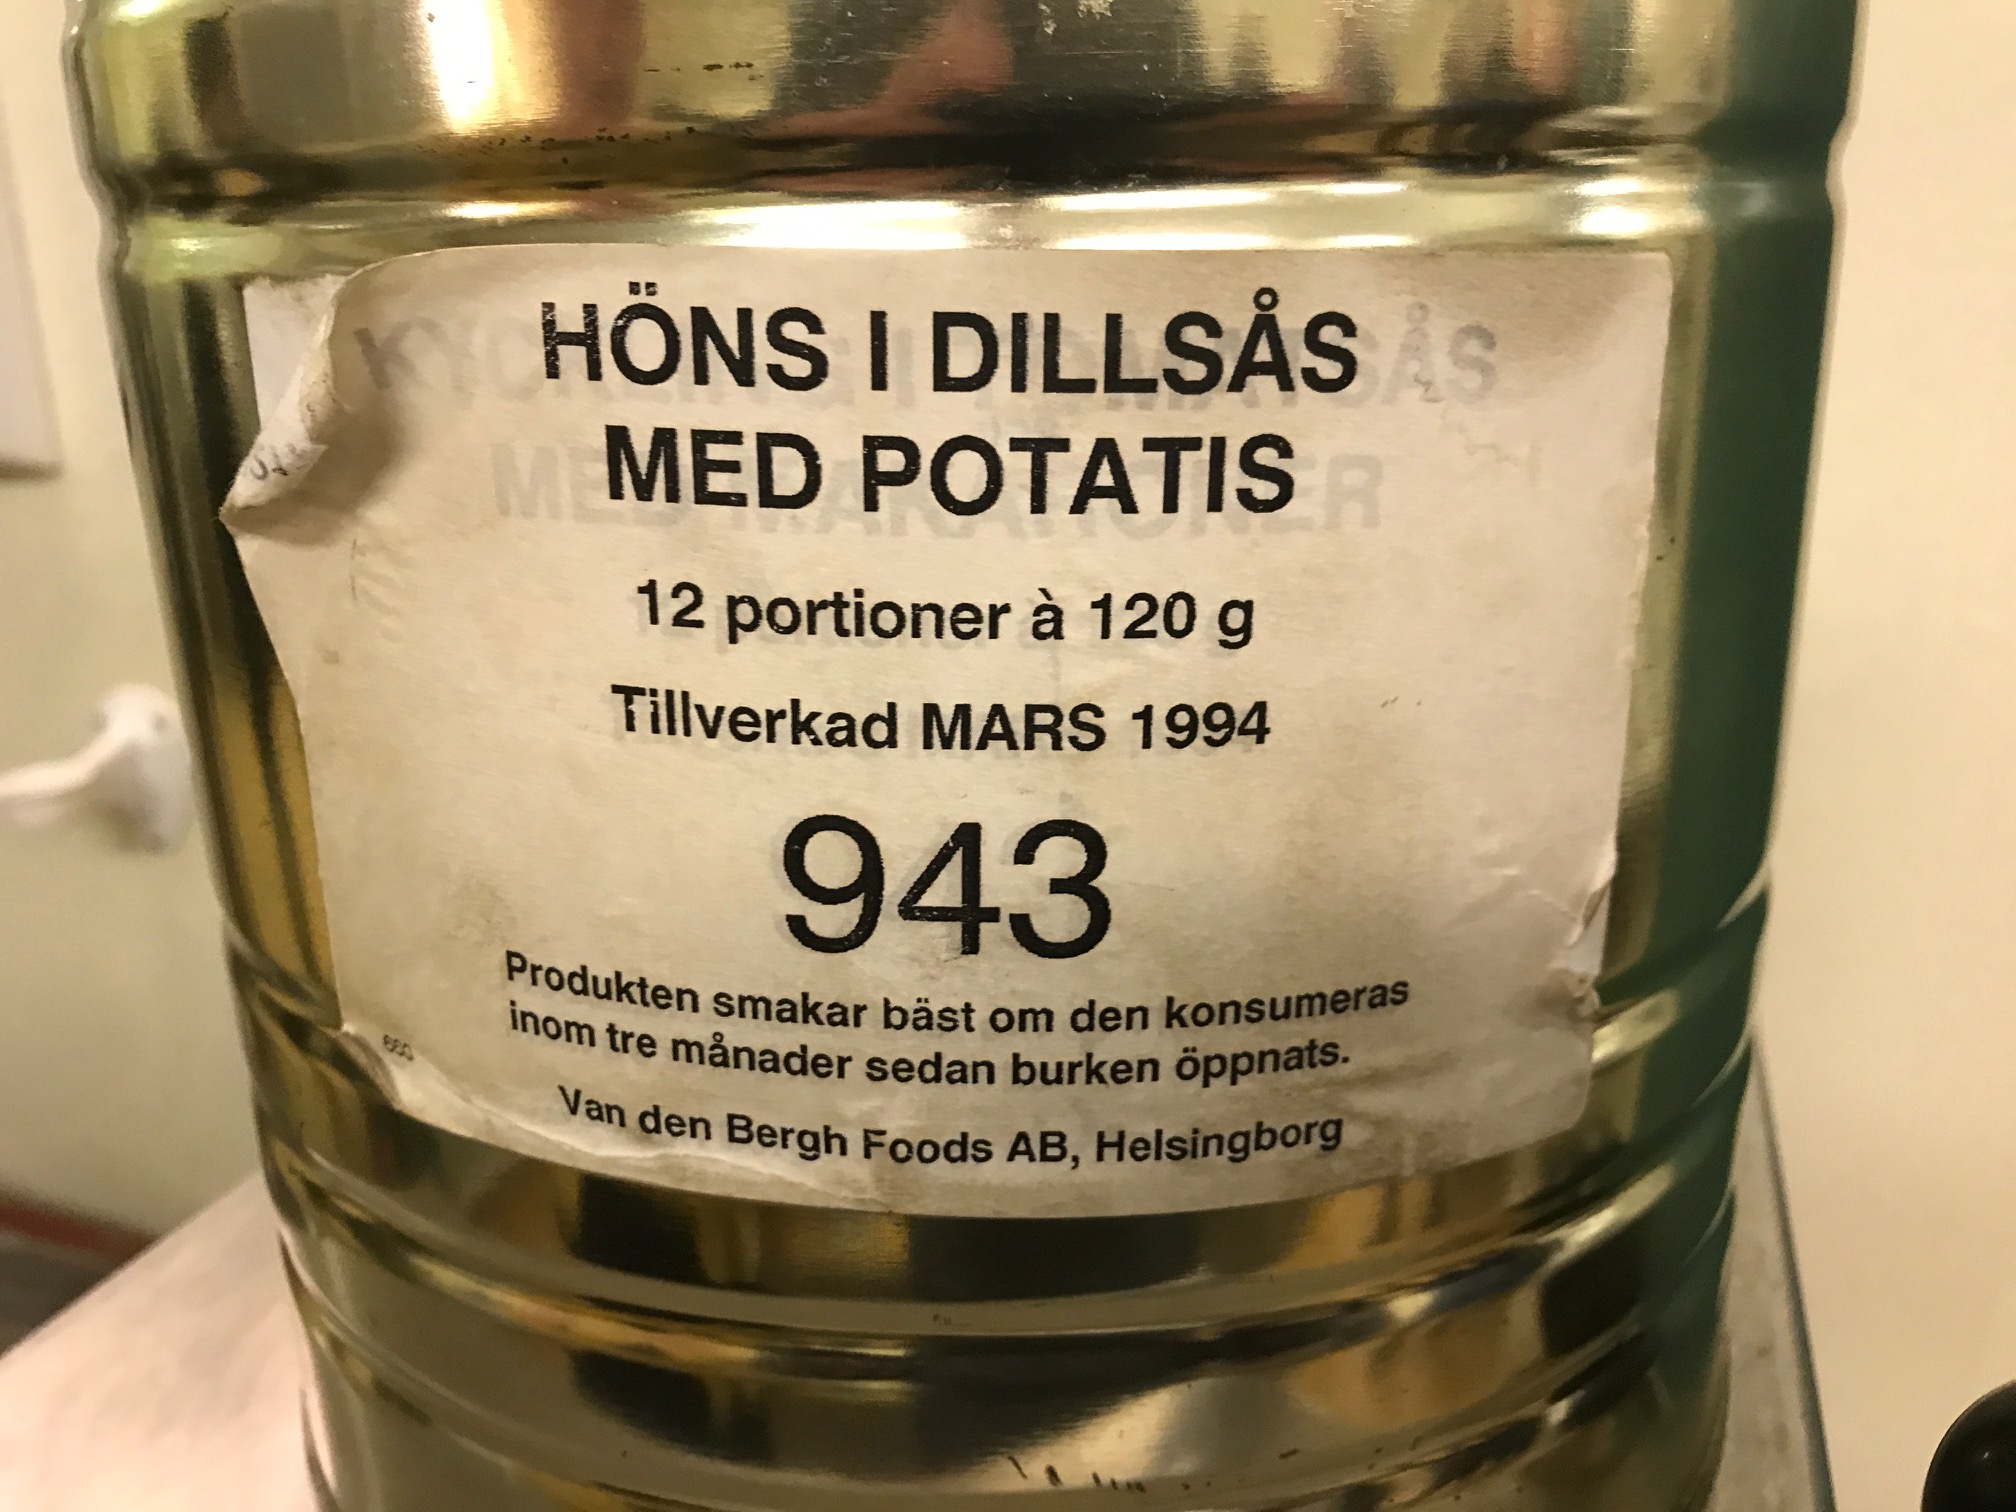 HÖNS I DILLSÅS
MED POTATIS
12 portioner à 120 g
Tillverkad MARS 1994
943
Produkten smakar bäst om den konsumeras
inom tre månader sedan burken öppnats.
660
Van den Bergh Foods AB, Helsingborg